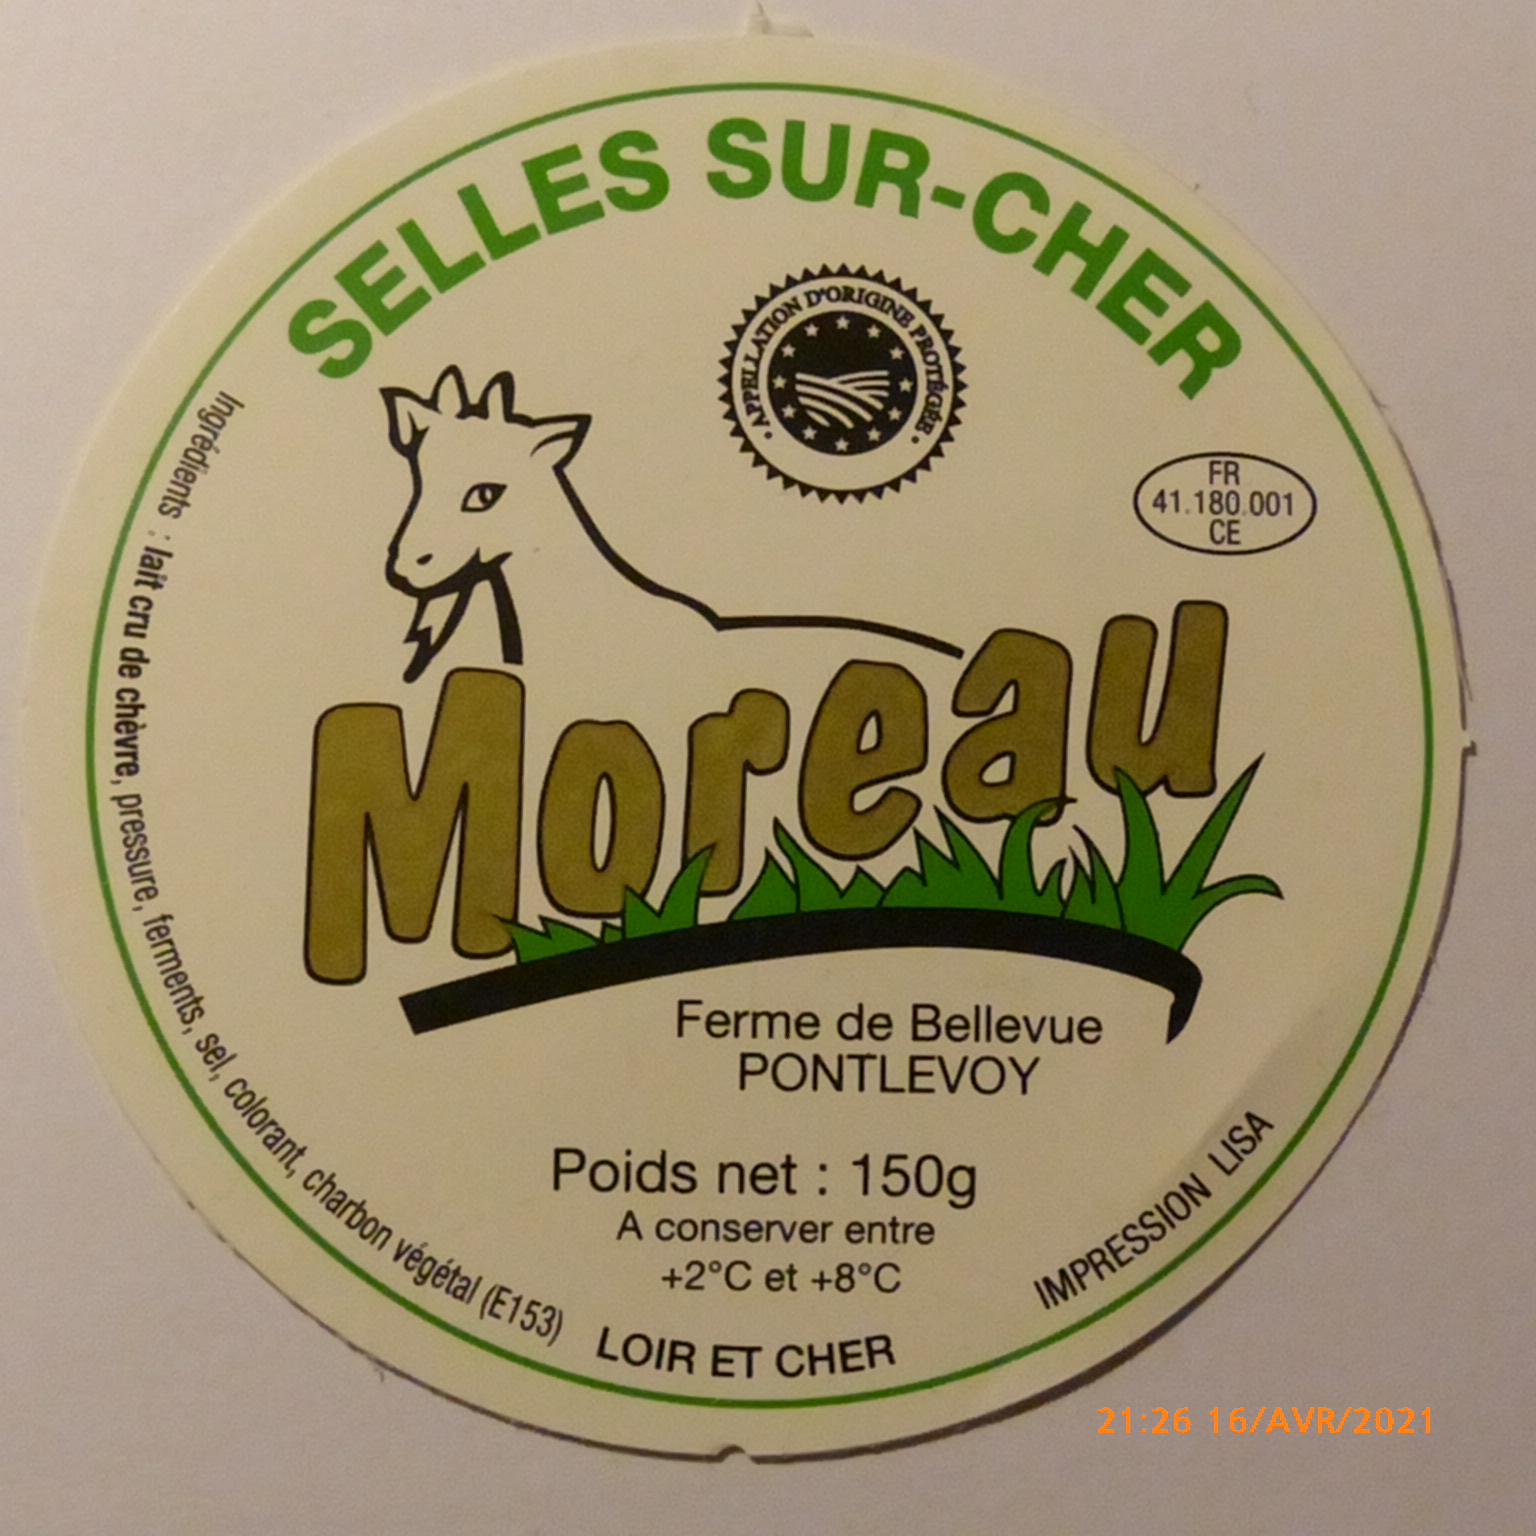 SELLES SUR-CHER
• APPELLATION D'ORIGINE PROTÉGÉE •
FR
41.180.001
CE
Ingrédients : lait cru de chèvre, pressure, ferments, sel, colorant, charbon végétal (E153)
Moreau
Ferme de Bellevue
PONTLEVOY
Poids net : 150g
A conserver entre
+2°C et +8°C
LOIR ET CHER
IMPRESSION LISA
21:26 16/AVR/2021